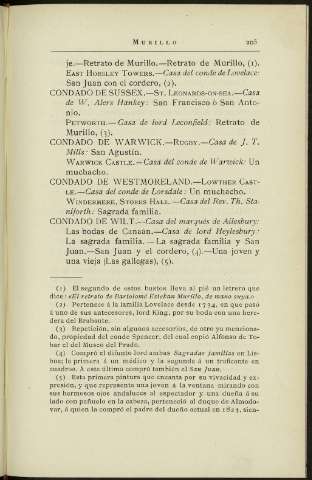 MURILLO 205
je.—Retrato de Murillo.—Retrato de Murillo, (1).
EAST HORSLEY TOWERS.—Casa del conde de Lovelace:
San Juan con el cordero, (2).
CONDADO DE SUSSEX.—ST. LEONARDS-ON-SEA.—Casa
de W. Alers Hankey: San Francisco ó San Anto-
nio.
PETWORTH.—Casa de lord Leconfield: Retrato de
Murillo, (3).
CONDADO DE WARWICK.—RUGBY.—Casa de J. T.
Mills: San Agustín.
WARWICK CASTLE.—Casa del conde de Warwick: Un
muchacho.
CONDADO DE WESTMORELAND.—LOWTHER CAST-
LE.—Casa del conde de Lonsdale: Un muchacho.
WINDERMERE, STORRS HALL.—Casa del Rev. Th. Sta-
niforth: Sagrada familia.
CONDADO DE WILT.—Casa del marqués de Ailesbury:
Las bodas de Canaán.—Casa de lord Heytesbury:
La sagrada familia.—La sagrada familia y San
Juan.—San Juan y el cordero, (4).—Una joven y
una vieja (Las gallegas), (5).
(1) El segundo de estos bustos lleva al pié un letrero que
dice: «El retrato de Bartolomé Esteban Murillo, de mano suya.»
(2) Pertenece á la familia Lovelace desde 1734, en que pasó
á uno de sus antecesores, lord King, por su boda con una here-
dera del Brabante.
(3) Repetición, sin algunos accesorios, de otro ya menciona-
do, propiedad del conde Spencer, del cual copió Alfonso de To-
bar el del Museo del Prado.
(4) Compró el difunto lord ambas Sagradas familias en Lis-
boa: la primera á un médico y la segunda á un traficante en
cuadros. A este último compró también el San Juan.
(5) Esta primera pintura que encanta por su vivacidad y ex-
presión, y que representa una joven á la ventana mirando con
sus hermosos ojos andaluces al espectador y una dueña á su
lado con pañuelo en la cabeza, perteneció al duque de Almodo-
var, á quien la compró el padre del dueño actual en 1823, sien-